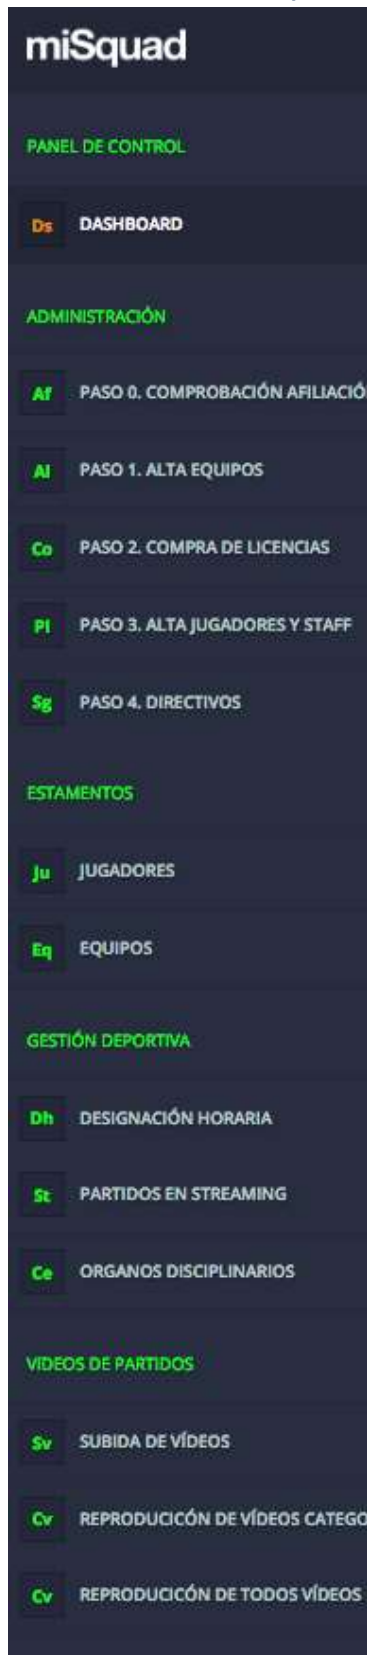 miSquad
PANEL DE CONTROL
Ds DASHBOARD
ADMINISTRACIÓN
Af PASO 0. COMPROBACIÓN AFILIACIÓ
Al PASO 1. ALTA EQUIPOS
Co PASO 2. COMPRA DE LICENCIAS
Pl PASO 3. ALTA JUGADORES Y STAFF
Sg PASO 4. DIRECTIVOS
ESTAMENTOS
Ju JUGADORES
Eq EQUIPOS
GESTIÓN DEPORTIVA
Dh DESIGNACIÓN HORARIA
St PARTIDOS EN STREAMING
Ce ORGANOS DISCIPLINARIOS
VIDEOS DE PARTIDOS
Sv SUBIDA DE VÍDEOS
Cv REPRODUCICÓN DE VÍDEOS CATEGO
Cv REPRODUCICÓN DE TODOS VÍDEOS